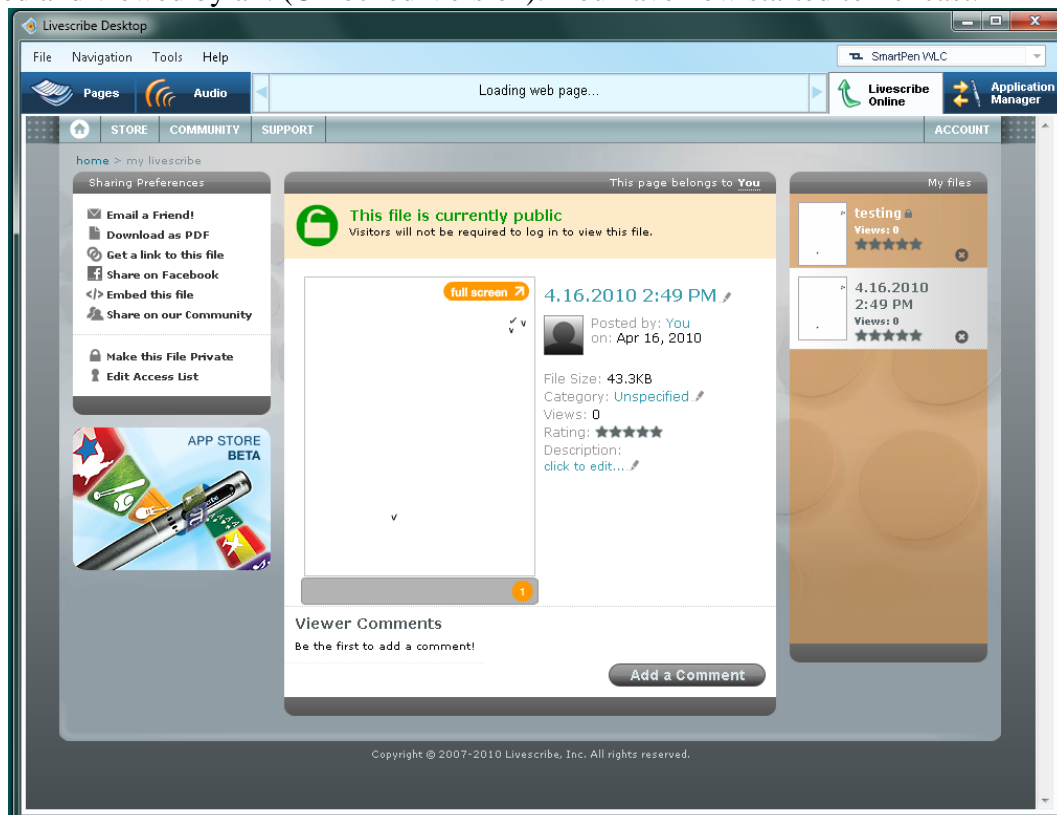 Livescribe Desktop
File Navigation Tools Help
SmartPen WLC
Pages Audio
Loading web page...
Livescribe Online
Application Manager
STORE COMMUNITY SUPPORT
ACCOUNT
home > my livescribe
Sharing Preferences
Email a Friend!
Download as PDF
Get a link to this file
Share on Facebook
</> Embed this file
Share on our Community
Make this File Private
Edit Access List
APP STORE
BETA
This page belongs to You
This file is currently public
Visitors will not be required to log in to view this file.
full screen
4.16.2010 2:49 PM
Posted by: You
on: Apr 16, 2010
File Size: 43.3KB
Category: Unspecified
Views: 0
Rating:
Description:
click to edit...
1
Viewer Comments
Be the first to add a comment!
Add a Comment
My files
testing
Views: 0
4.16.2010
2:49 PM
Views: 0
Copyright © 2007-2010 Livescribe, Inc. All rights reserved.